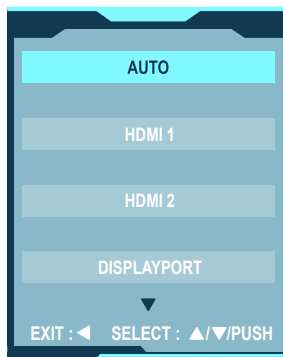 AUTO
HDMI 1
HDMI 2
DISPLAYPORT
EXIT : ◀ SELECT : ▲/▼/PUSH